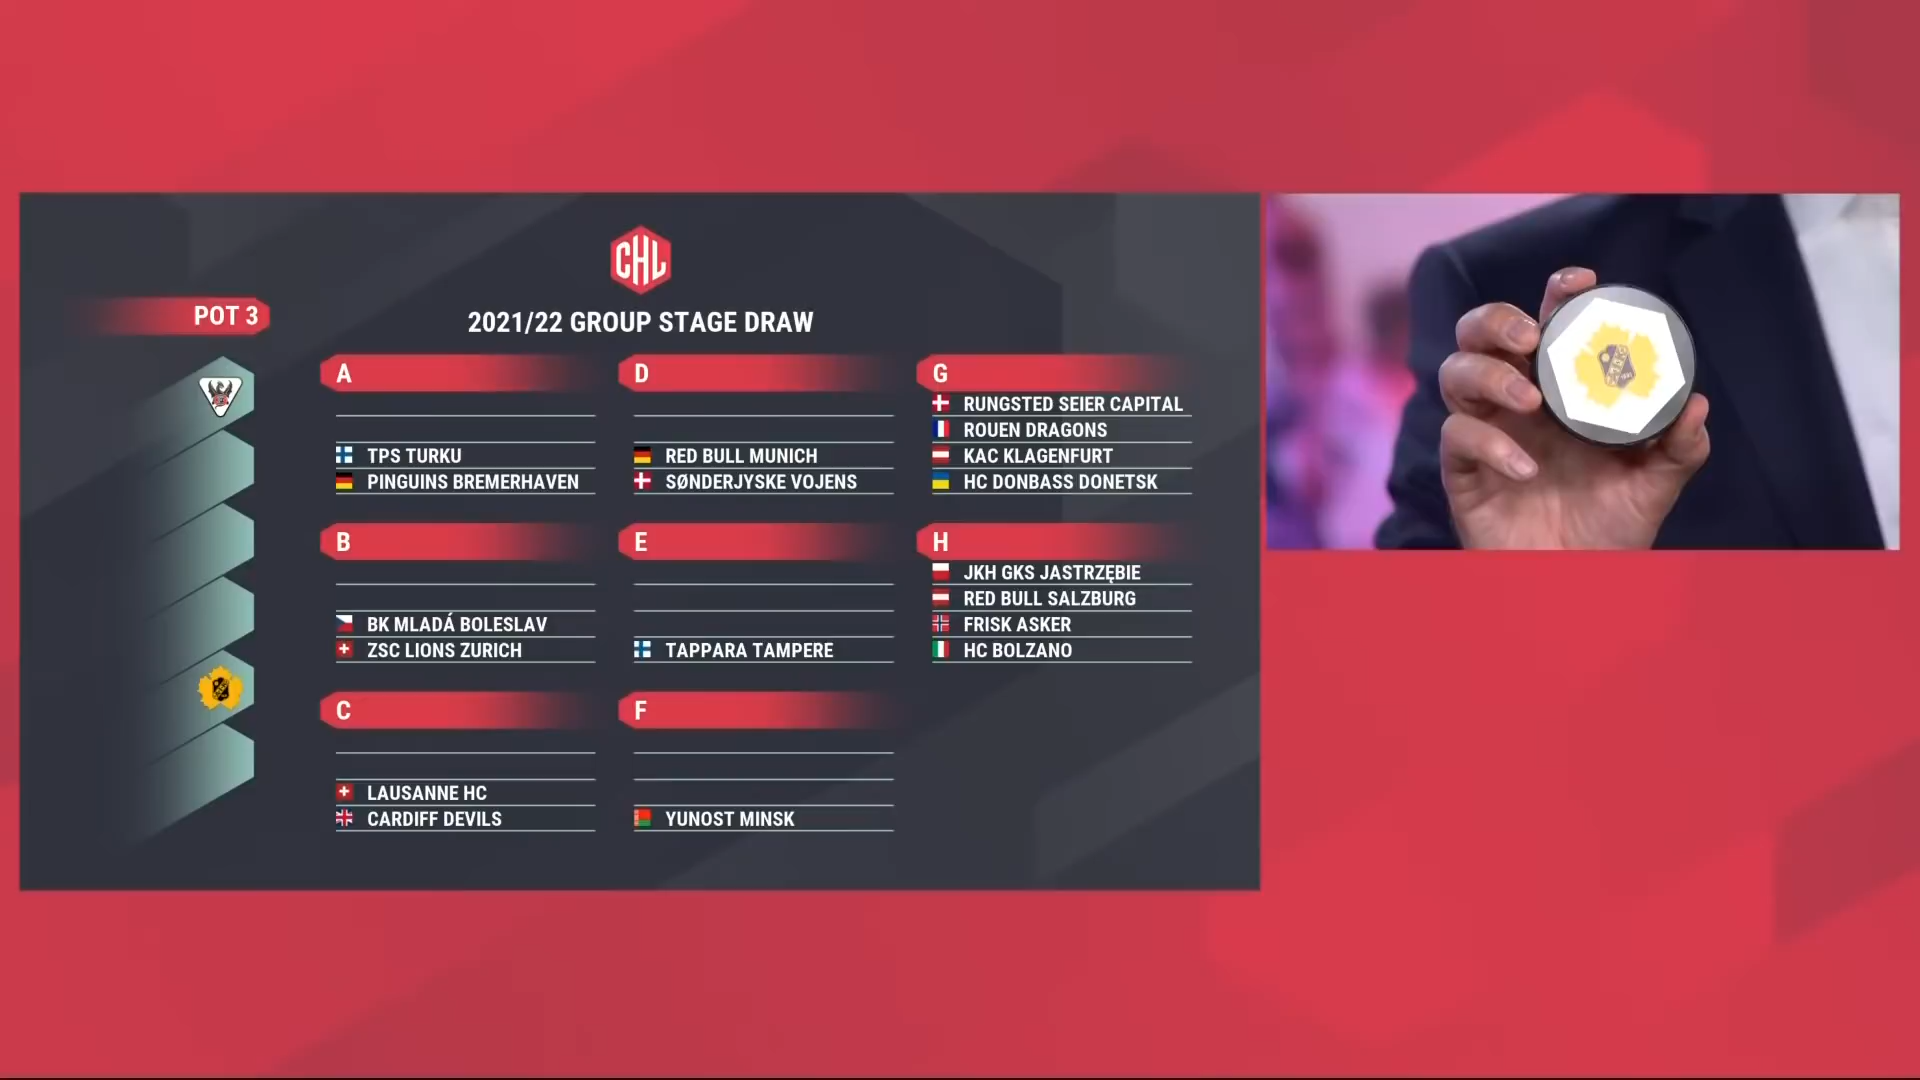 CHL
2021/22 GROUP STAGE DRAW
POT 3
A
TPS TURKU
PINGUINS BREMERHAVEN
B
BK MLADÁ BOLESLAV
ZSC LIONS ZURICH
C
LAUSANNE HC
CARDIFF DEVILS
D
RED BULL MUNICH
SØNDERJYSKE VOJENS
E
TAPPARA TAMPERE
F
YUNOST MINSK
G
RUNGSTED SEIER CAPITAL
ROUEN DRAGONS
KAC KLAGENFURT
HC DONBASS DONETSK
H
JKH GKS JASTRZĘBIE
RED BULL SALZBURG
FRISK ASKER
HC BOLZANO